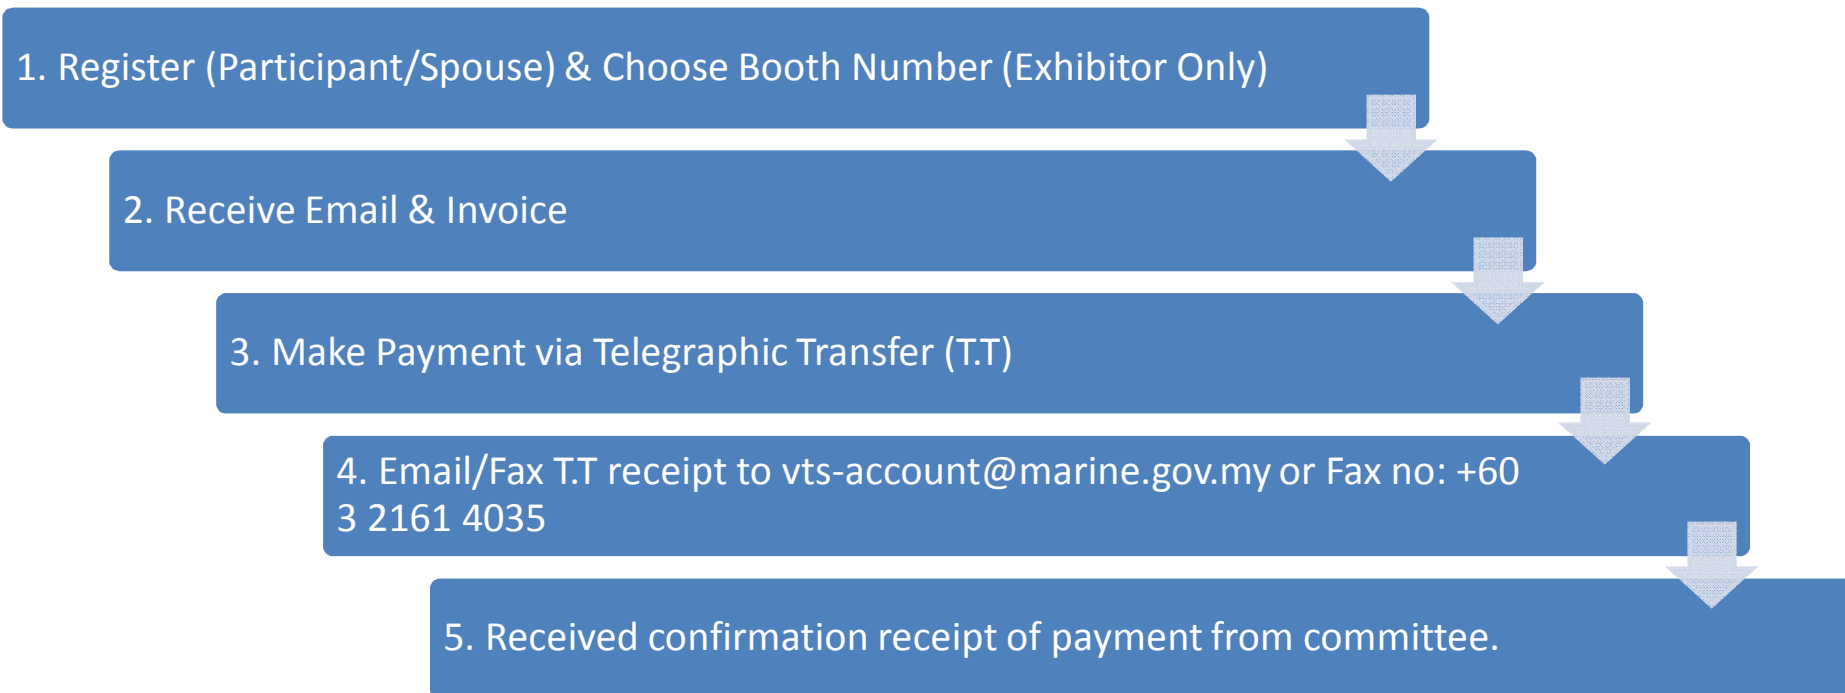 1. Register (Participant/Spouse) & Choose Booth Number (Exhibitor Only)
2. Receive Email & Invoice
3. Make Payment via Telegraphic Transfer (T.T)
4. Email/Fax T.T receipt to vts-account@marine.gov.my or Fax no: +60
3 2161 4035
5. Received confirmation receipt of payment from committee.